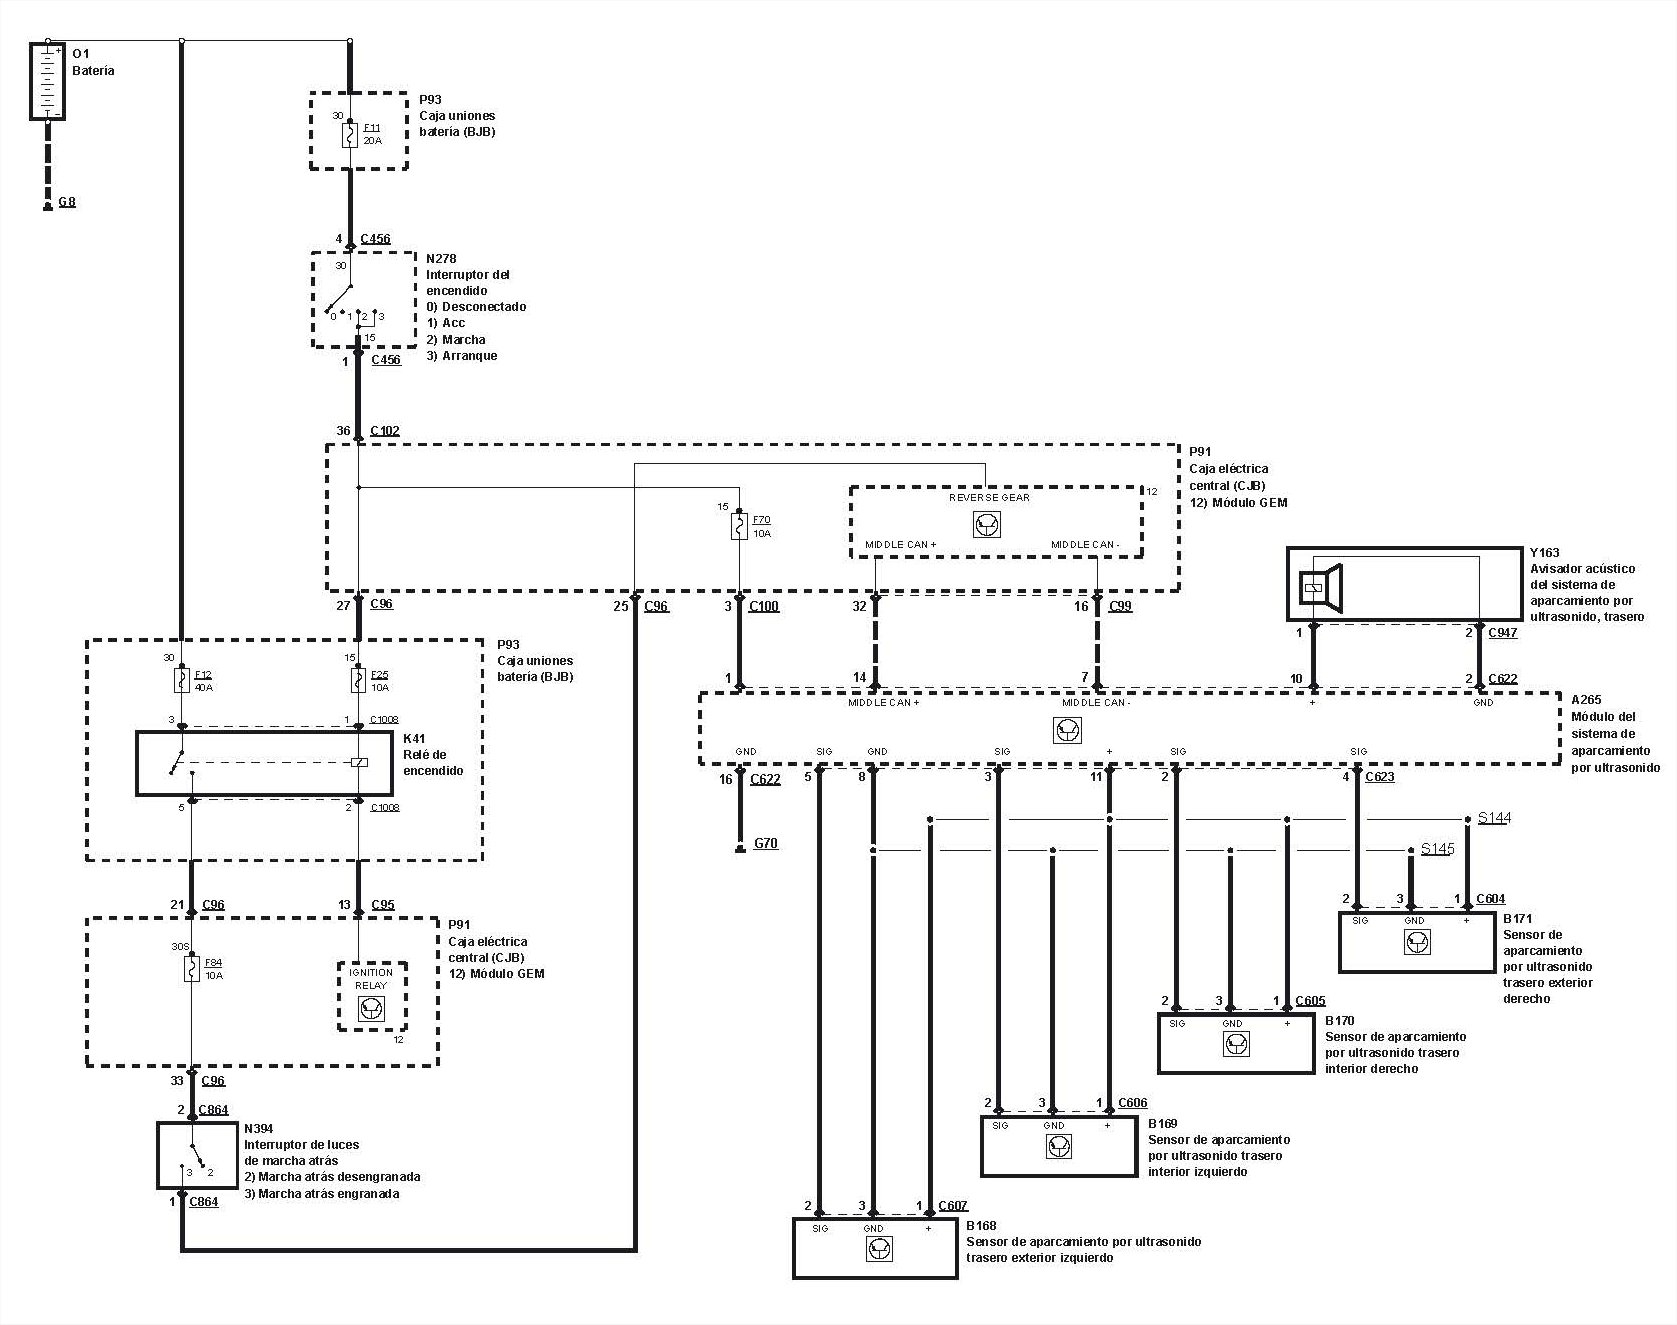 O1
Batería
+
-
G8
P93
Caja uniones
batería (BJB)
30
F11
20A
4 C456
N278
Interruptor del
encendido
0) Desconectado
1) Acc
2) Marcha
3) Arranque
30
0 1 2 3
15
1 C456
36 C102
P91
Caja eléctrica
central (CJB)
12) Módulo GEM
REVERSE GEAR
12
15
F70
10A
MIDDLE CAN + MIDDLE CAN -
27 C96
25 C96
3 C100
32
16 C99
Y163
Avisador acústico
del sistema de
aparcamiento por
ultrasonido, trasero
1
2 C947
P93
Caja uniones
batería (BJB)
30
F12
40A
15
F25
10A
3
1 C1008
K41
Relé de
encendido
5
2 C1008
1
14
7
10
2 C622
MIDDLE CAN + MIDDLE CAN - + GND
A265
Módulo del
sistema de
aparcamiento
por ultrasonido
GND SIG GND SIG + SIG SIG
16 C622
5
8
3
11
2
4 C623
G70
S144
S145
21 C96
13 C95
P91
Caja eléctrica
central (CJB)
12) Módulo GEM
30S
F84
10A
IGNITION
RELAY
12
33 C96
2 C864
N394
Interruptor de luces
de marcha atrás
2) Marcha atrás desengranada
3) Marcha atrás engranada
3 2
1 C864
2 3 1 C604
SIG GND +
B171
Sensor de
aparcamiento
por ultrasonido
trasero exterior
derecho
2 3 1 C605
SIG GND +
B170
Sensor de aparcamiento
por ultrasonido trasero
interior derecho
2 3 1 C606
SIG GND +
B169
Sensor de aparcamiento
por ultrasonido trasero
interior izquierdo
2 3 1 C607
SIG GND +
B168
Sensor de aparcamiento por ultrasonido
trasero exterior izquierdo